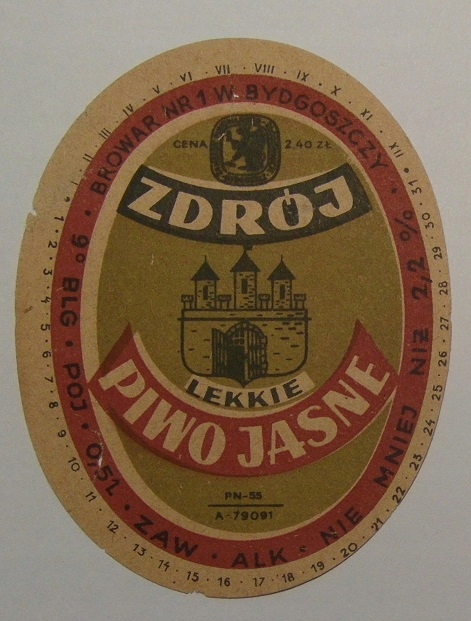 I · II · III · IV · V · VI · VII · VIII · IX · X · XI · XII
BROWAR NR 1 W BYDGOSZCZY
CENA 2,40 ZŁ
ZDRÓJ
LEKKIE
PIWO JASNE
PN-55
A-79091
9° BLG · POJ · 0,5L · ZAW · ALK · NIE MNIEJ NIŻ 2,2 %
1 · 2 · 3 · 4 · 5 · 6 · 7 · 8 · 9 · 10 · 11 · 12 · 13 · 14 · 15 · 16 · 17 · 18 · 19 · 20 · 21 · 22 · 23 · 24 · 25 · 26 · 27 · 28 · 29 · 30 · 31